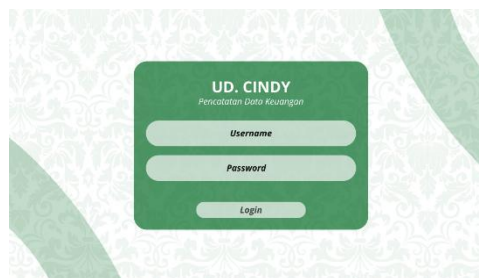 UD. CINDY
Pencatatan Data Keuangan
Username
Password
Login